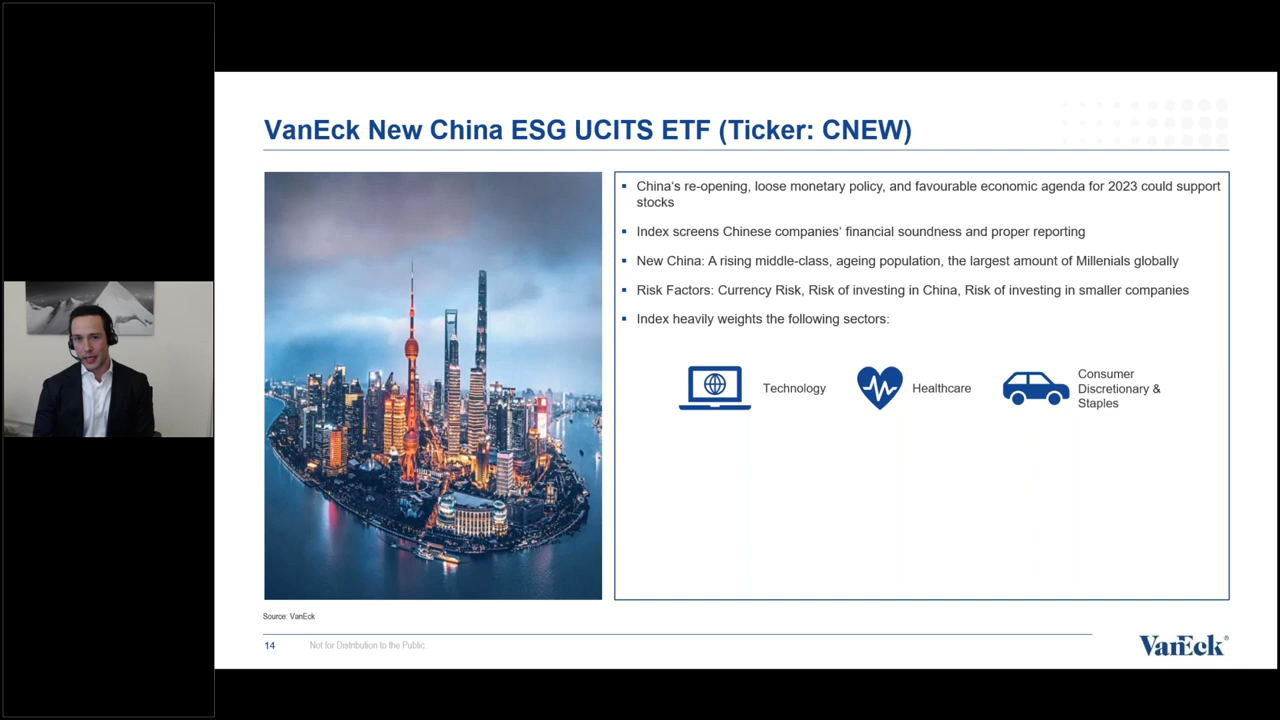 VanEck New China ESG UCITS ETF (Ticker: CNEW)
▪ China's re-opening, loose monetary policy, and favourable economic agenda for 2023 could support
stocks
▪ Index screens Chinese companies' financial soundness and proper reporting
▪ New China: A rising middle-class, ageing population, the largest amount of Millenials globally
▪ Risk Factors: Currency Risk, Risk of investing in China, Risk of investing in smaller companies
▪ Index heavily weights the following sectors:
Technology
Healthcare
Consumer
Discretionary &
Staples
Source: VanEck
14
Not for Distribution to the Public.
VanEck®